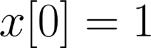 x[0] = 1